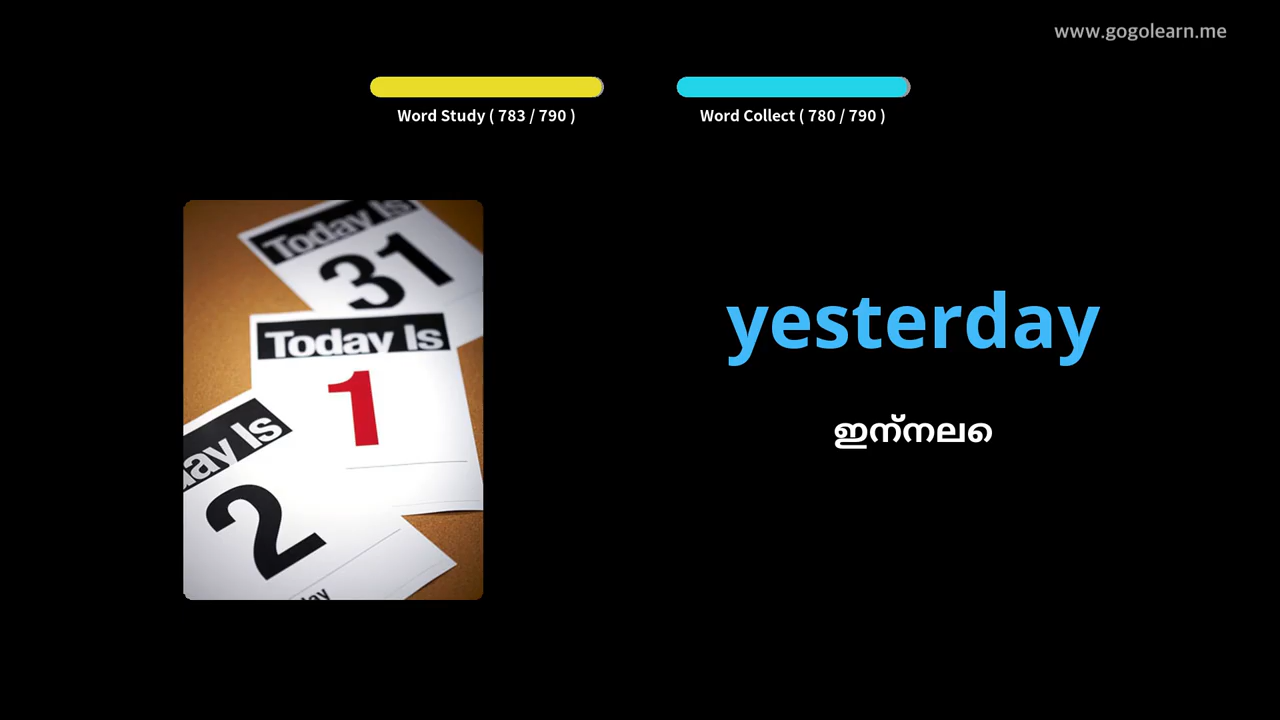 www.gogolearn.me
Word Study ( 783 / 790 )
Word Collect ( 780 / 790 )
Today Is
31
Today Is
1
ay Is
2
ay
yesterday
ഇന്നലെ